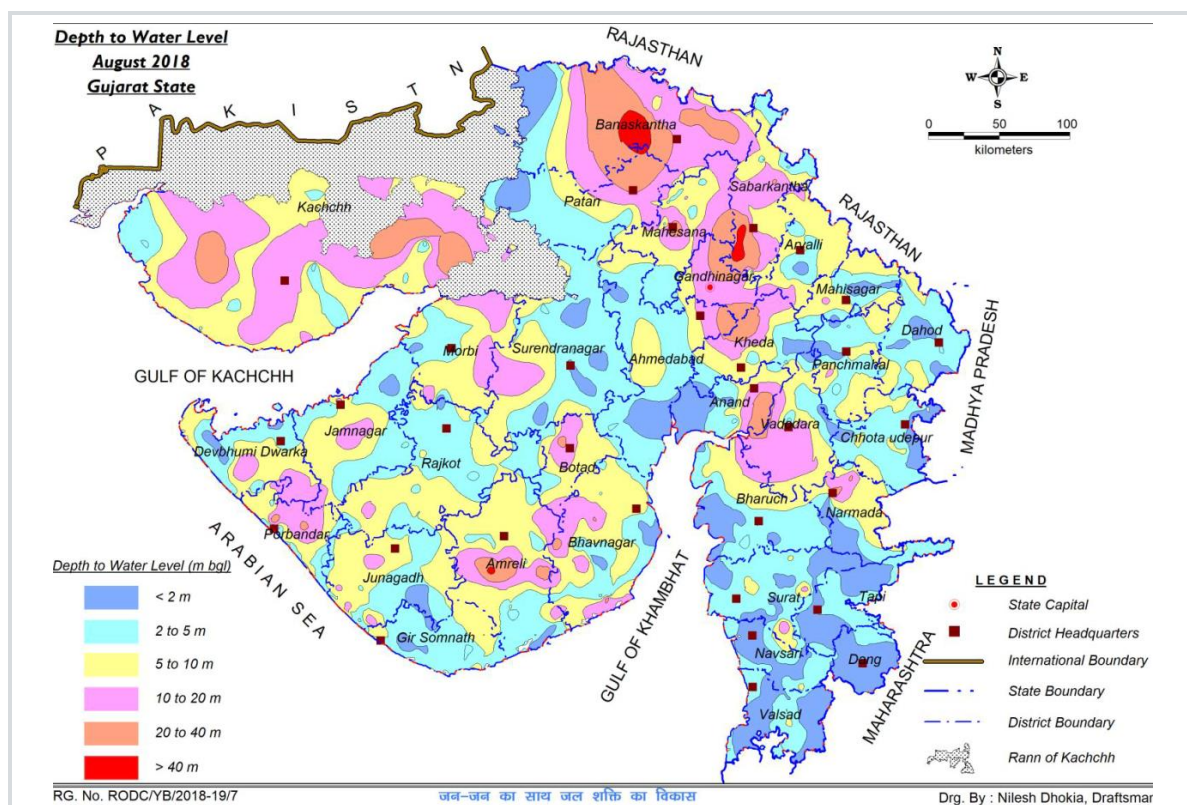 Depth to Water Level
August 2018
Gujarat State
RAJASTHAN
N
W E
S
0 50 100
kilometers
P A K I S T N
Banaskantha
Sabarkantha
Kachchh
Patan
RAJASTHAN
Mahesana
Arvalli
Gandhinagar
Mahisagar
Dahod
Morbi
Surendranagar
Ahmedabad
Kheda
Panchmahal
MADHYA PRADESH
GULF OF KACHCHH
Anand
Vadodara
Chhota udepur
Jamnagar
Devbhumi Dwarka
Rajkot
Botad
Bharuch
Narmada
Porbandar
ARABIAN SEA
Bhavnagar
Amreli
Junagadh
GULF OF KHAMBHAT
Gir Somnath
Surat
Tapi
Navsari
Dang
MAHARASHTRA
Valsad
Depth to Water Level (m bgl)
< 2 m
2 to 5 m
5 to 10 m
10 to 20 m
20 to 40 m
> 40 m
LEGEND
State Capital
District Headquarters
International Boundary
State Boundary
District Boundary
Rann of Kachchh
RG. No. RODC/YB/2018-19/7
जन-जन का साथ जल शक्ति का विकास
Drg. By : Nilesh Dhokia, Draftsman